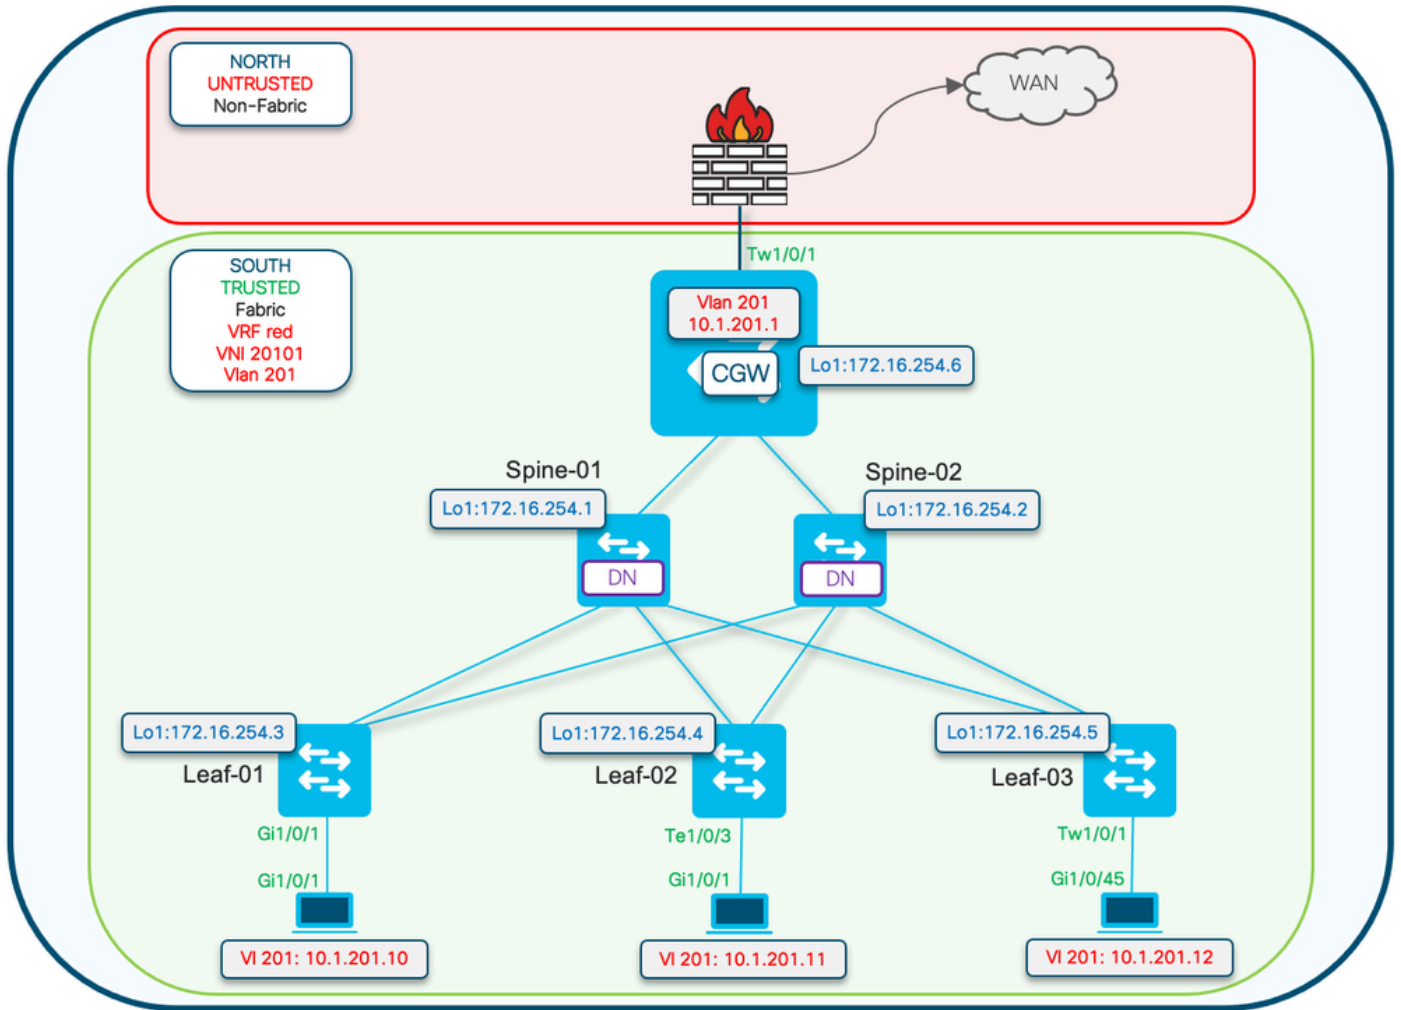 NORTH
UNTRUSTED
Non-Fabric
WAN
Tw1/0/1
SOUTH
TRUSTED
Fabric
VRF red
VNI 20101
Vlan 201
Vlan 201
10.1.201.1
CGW
Lo1:172.16.254.6
Spine-01
Lo1:172.16.254.1
DN
Spine-02
Lo1:172.16.254.2
DN
Lo1:172.16.254.3
Leaf-01
Lo1:172.16.254.4
Leaf-02
Lo1:172.16.254.5
Leaf-03
Gi1/0/1
Te1/0/3
Tw1/0/1
Gi1/0/1
Gi1/0/1
Gi1/0/45
Vl 201: 10.1.201.10
Vl 201: 10.1.201.11
Vl 201: 10.1.201.12